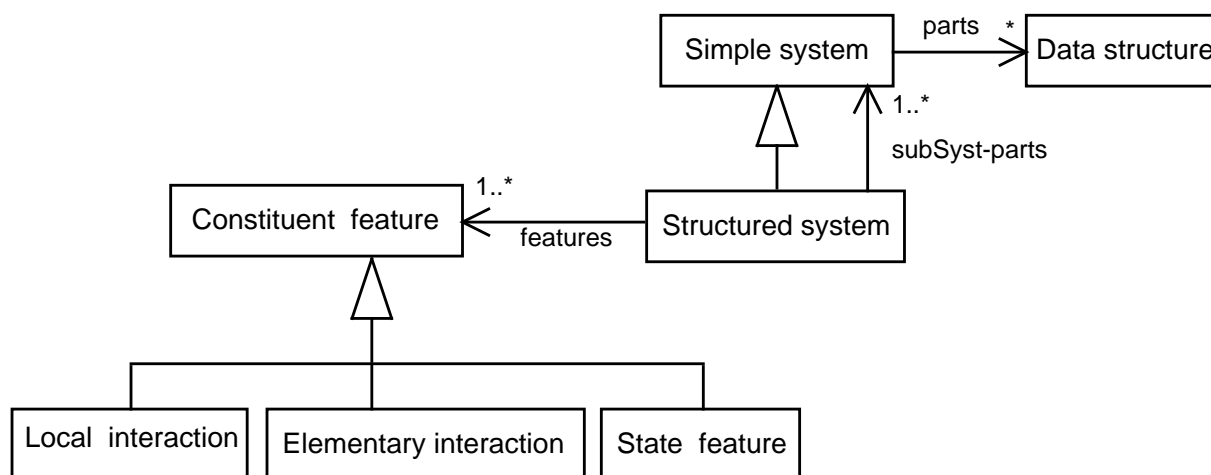 parts
*
Simple system
Data structure
1..*
subSyst-parts
1..*
Constituent feature
features
Structured system
Local interaction
Elementary interaction
State feature